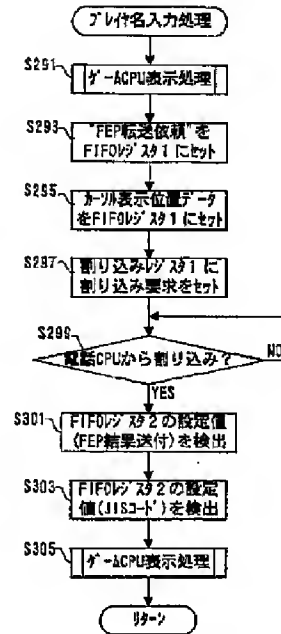 プレイヤ名入力処理
S291
ゲームCPU表示処理
S293
"FEP転送依頼"を
FIFOレジスタ1にセット
S295
カーソル表示位置データ
をFIFOレジスタ1にセット
S297
割り込みレジスタ1に
割り込み要求をセット
S299
電話CPUから割り込み?
NO
YES
S301
FIFOレジスタ2の設定値
(FEP結果送付)を検出
S303
FIFOレジスタ2の設定
値(JISコード)を検出
S305
ゲームCPU表示処理
リターン